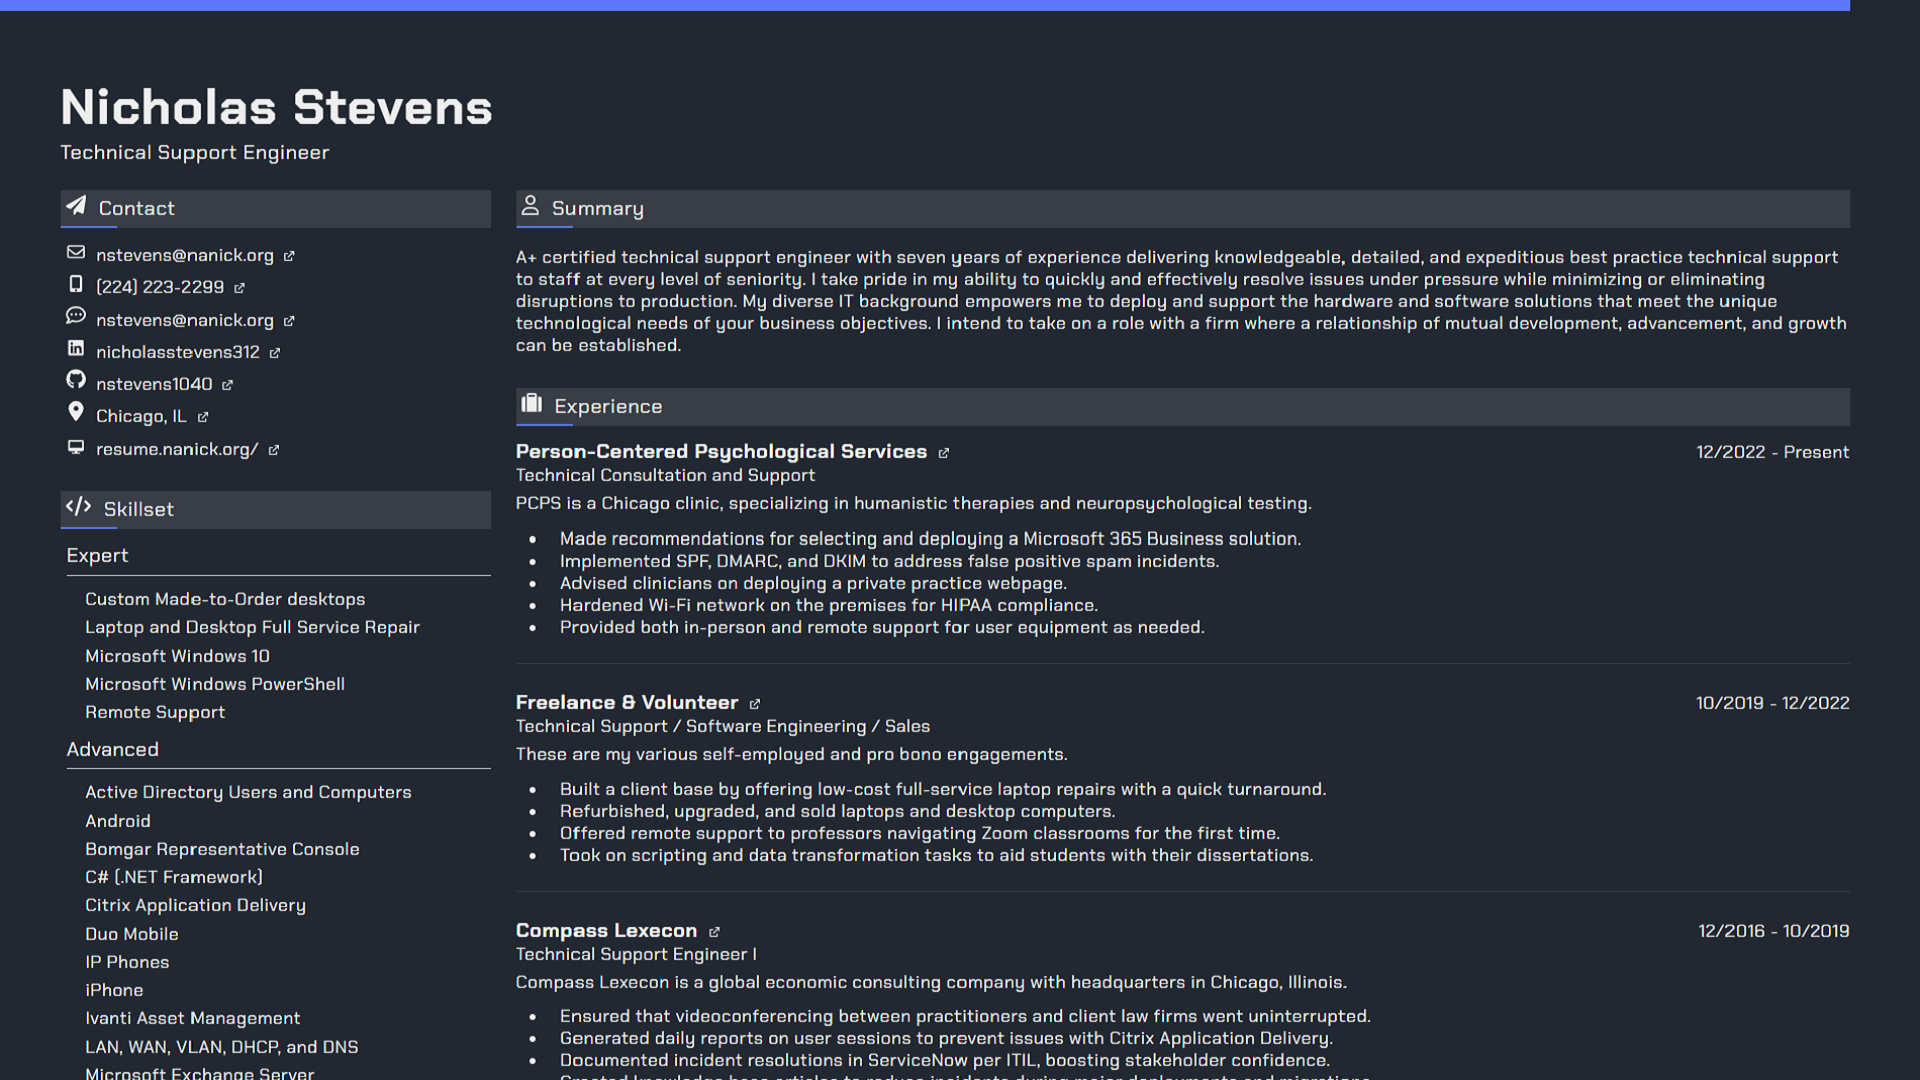 Nicholas Stevens
Technical Support Engineer
Contact
nstevens@nanick.org
(224) 223-2299
nstevens@nanick.org
nicholasstevens312
nstevens1040
Chicago, IL
resume.nanick.org/
Skillset
Expert
Custom Made-to-Order desktops
Laptop and Desktop Full Service Repair
Microsoft Windows 10
Microsoft Windows PowerShell
Remote Support
Advanced
Active Directory Users and Computers
Android
Bomgar Representative Console
C# (.NET Framework)
Citrix Application Delivery
Duo Mobile
IP Phones
iPhone
Ivanti Asset Management
LAN, WAN, VLAN, DHCP, and DNS
Microsoft Exchange Server
Summary
A+ certified technical support engineer with seven years of experience delivering knowledgeable, detailed, and expeditious best practice technical support
to staff at every level of seniority. I take pride in my ability to quickly and effectively resolve issues under pressure while minimizing or eliminating
disruptions to production. My diverse IT background empowers me to deploy and support the hardware and software solutions that meet the unique
technological needs of your business objectives. I intend to take on a role with a firm where a relationship of mutual development, advancement, and growth
can be established.
Experience
Person-Centered Psychological Services 12/2022 - Present
Technical Consultation and Support
PCPS is a Chicago clinic, specializing in humanistic therapies and neuropsychological testing.
• Made recommendations for selecting and deploying a Microsoft 365 Business solution.
• Implemented SPF, DMARC, and DKIM to address false positive spam incidents.
• Advised clinicians on deploying a private practice webpage.
• Hardened Wi-Fi network on the premises for HIPAA compliance.
• Provided both in-person and remote support for user equipment as needed.
Freelance & Volunteer 10/2019 - 12/2022
Technical Support / Software Engineering / Sales
These are my various self-employed and pro bono engagements.
• Built a client base by offering low-cost full-service laptop repairs with a quick turnaround.
• Refurbished, upgraded, and sold laptops and desktop computers.
• Offered remote support to professors navigating Zoom classrooms for the first time.
• Took on scripting and data transformation tasks to aid students with their dissertations.
Compass Lexecon 12/2016 - 10/2019
Technical Support Engineer I
Compass Lexecon is a global economic consulting company with headquarters in Chicago, Illinois.
• Ensured that videoconferencing between practitioners and client law firms went uninterrupted.
• Generated daily reports on user sessions to prevent issues with Citrix Application Delivery.
• Documented incident resolutions in ServiceNow per ITIL, boosting stakeholder confidence.